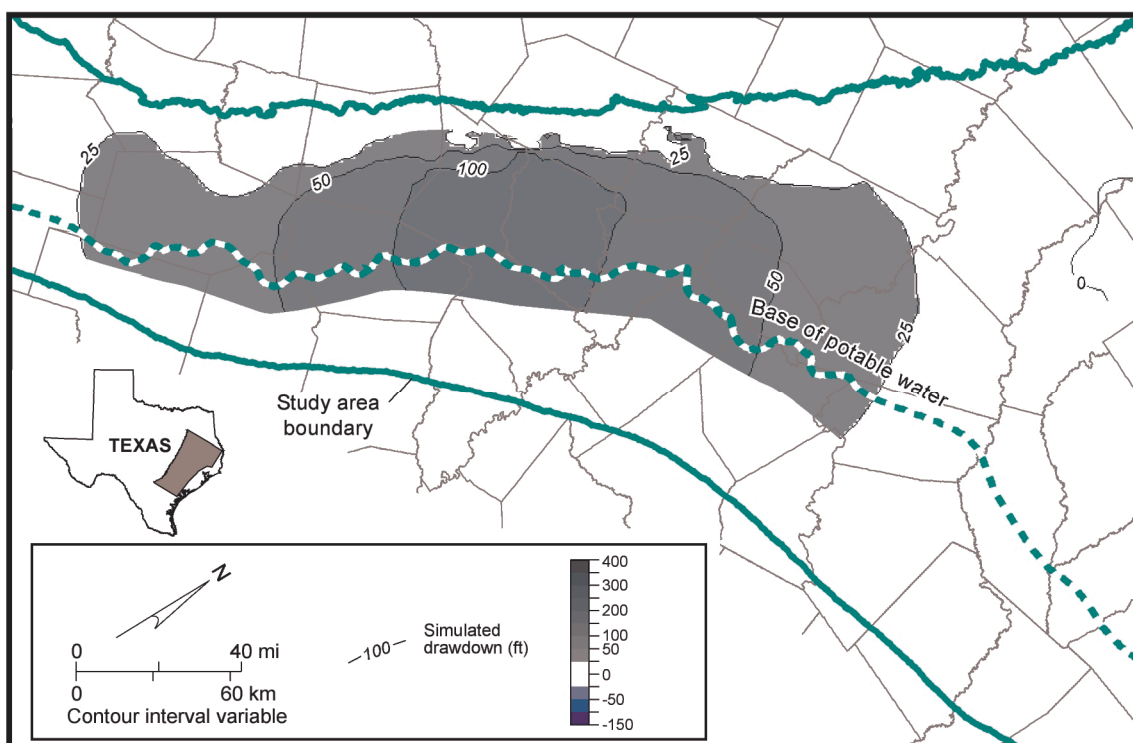 25
50
100
25
0
50
25
Base of potable water
Study area
boundary
TEXAS
N
0 40 mi
0 60 km
Contour interval variable
100
Simulated
drawdown (ft)
400
300
200
100
50
0
-50
-150